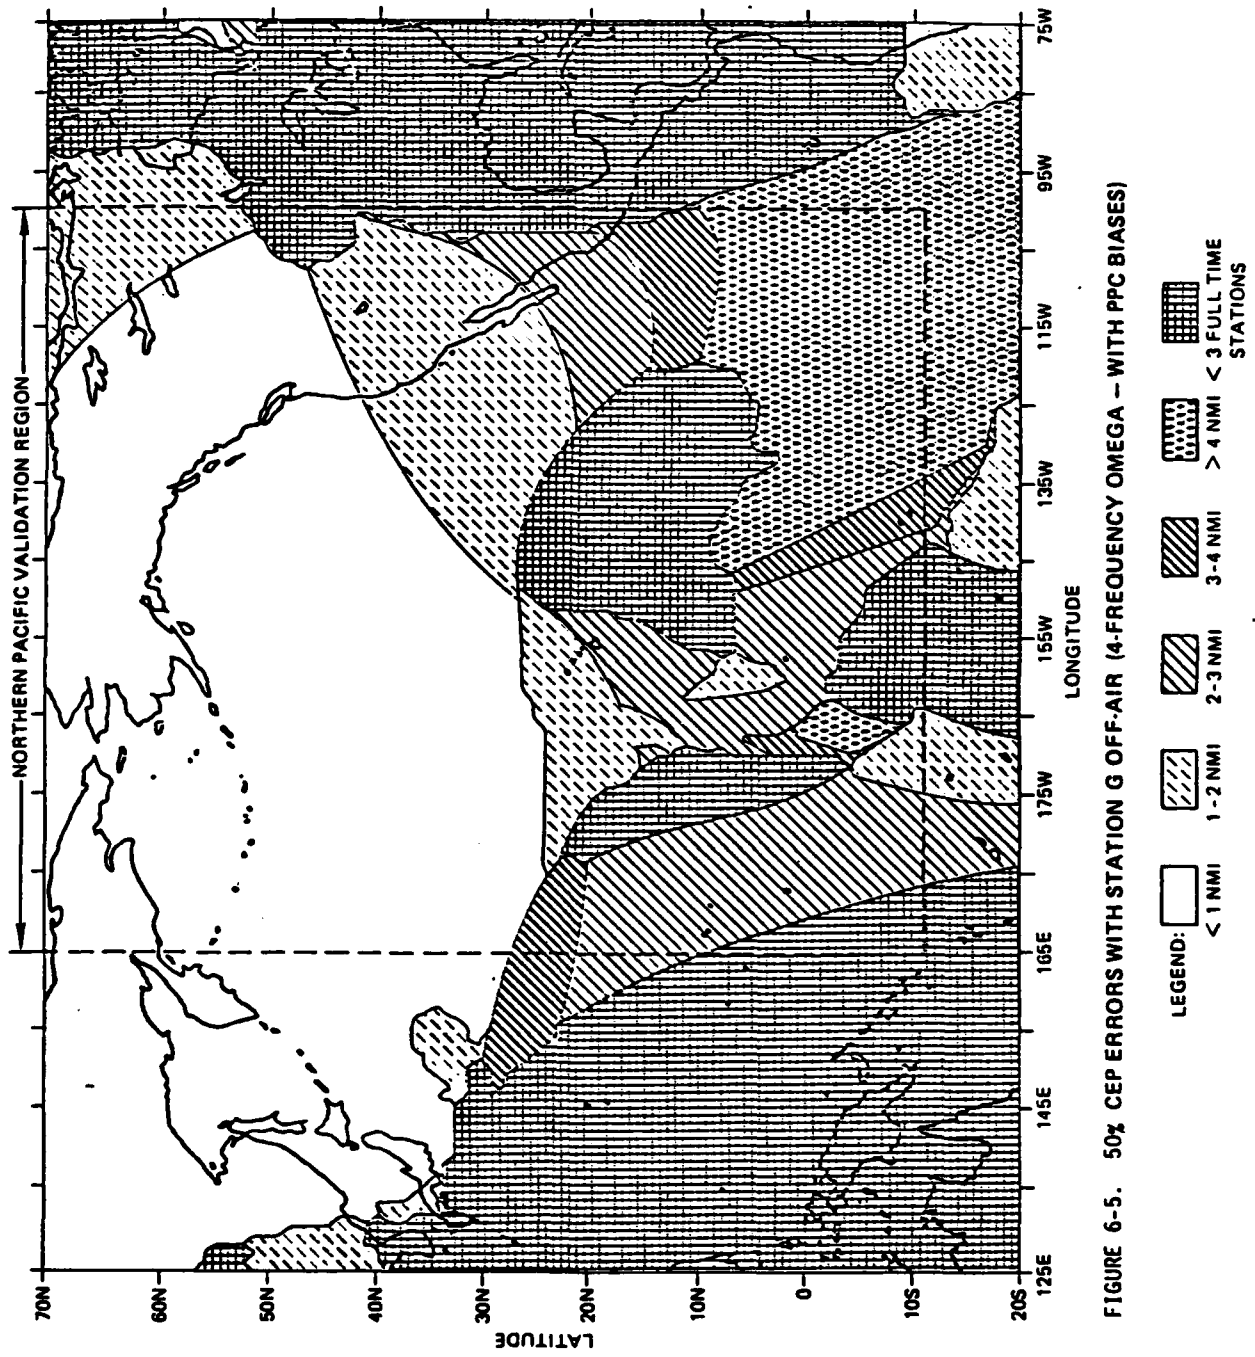 NORTHERN PACIFIC VALIDATION REGION
70N
60N
50N
40N
30N
20N
10N
0
10S
20S
LATITUDE
125E
145E
165E
175W
155W
135W
115W
95W
75W
LONGITUDE
FIGURE 6-5. 50% CEP ERRORS WITH STATION G OFF-AIR (4-FREQUENCY OMEGA – WITH PPC BIASES)
LEGEND:
< 1 NMI
1-2 NMI
2-3 NMI
3-4 NMI
> 4 NMI
< 3 FULL TIME
STATIONS